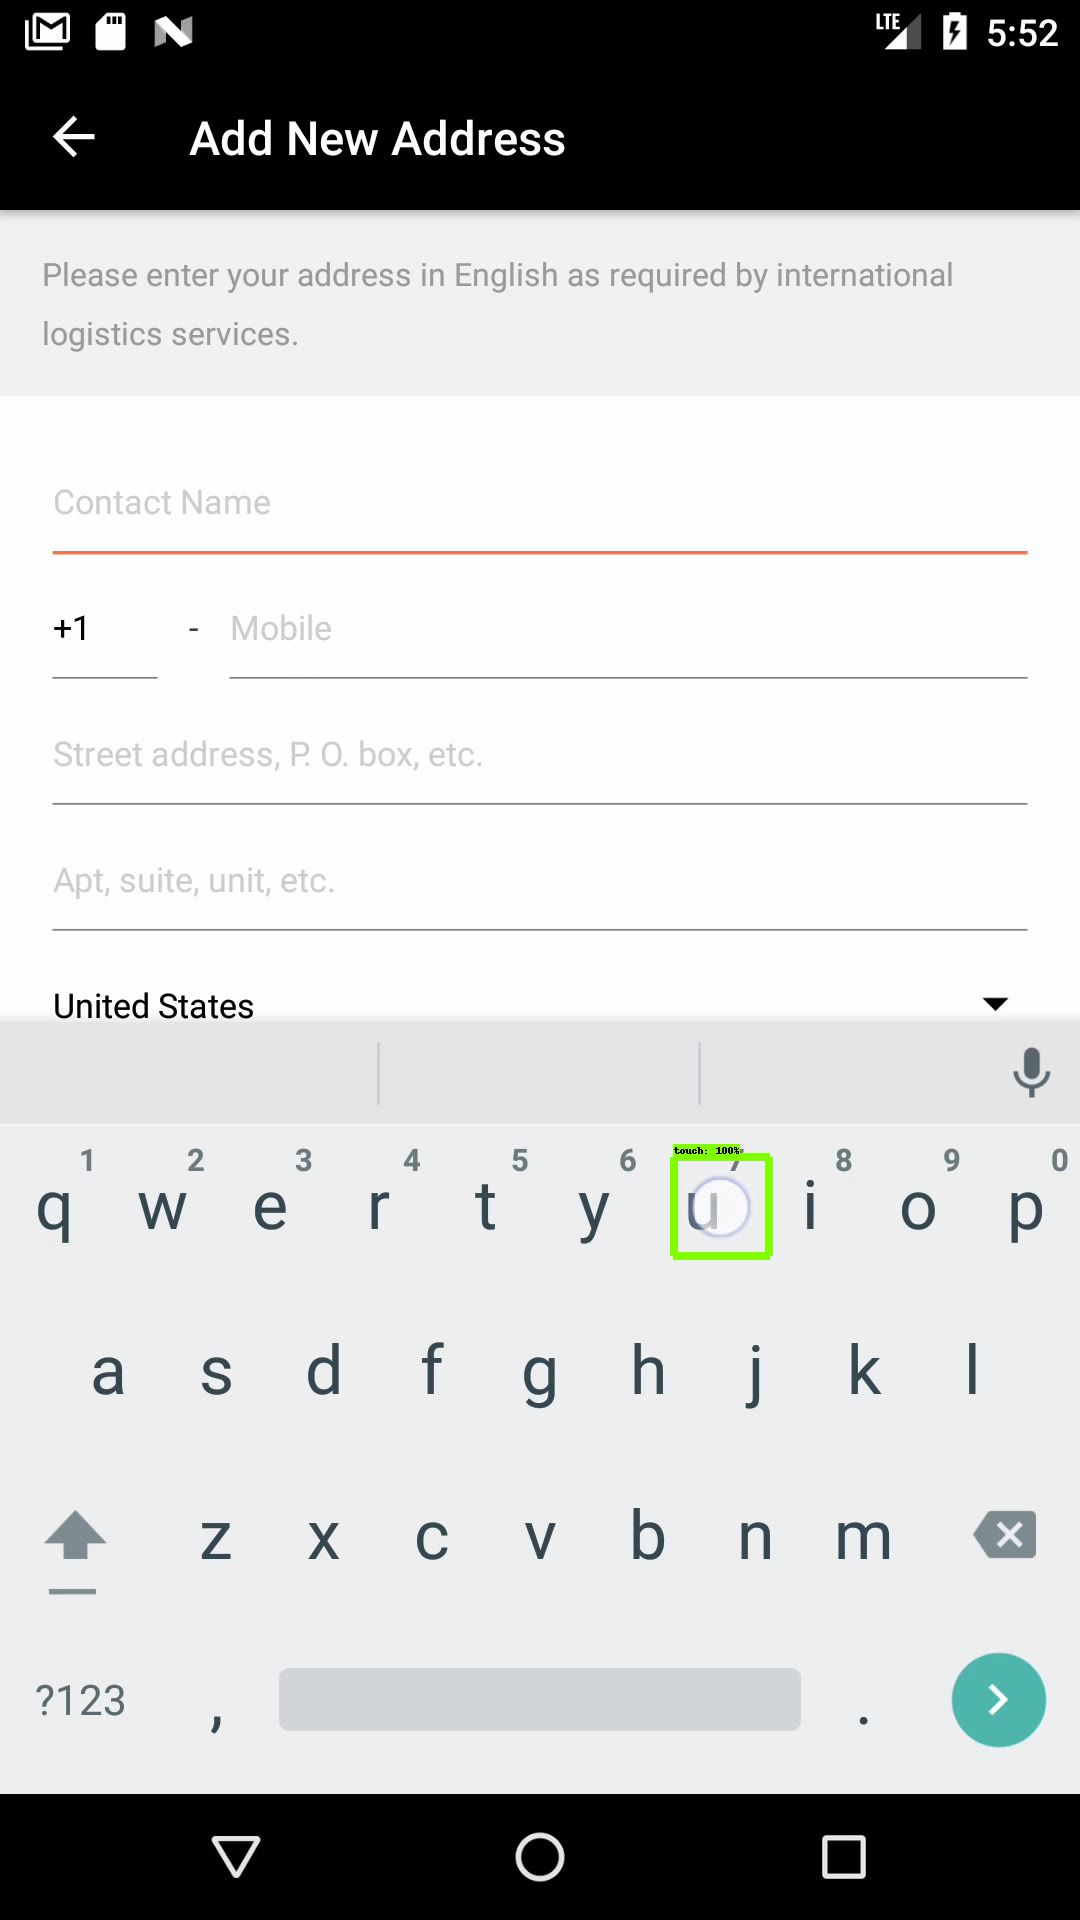 LTE 5:52
Add New Address
Please enter your address in English as required by international
logistics services.
Contact Name
+1 - Mobile
Street address, P. O. box, etc.
Apt, suite, unit, etc.
United States
touch: 100%
1 2 3 4 5 6 7 8 9 0
q w e r t y u i o p
a s d f g h j k l
z x c v b n m
?123 , .